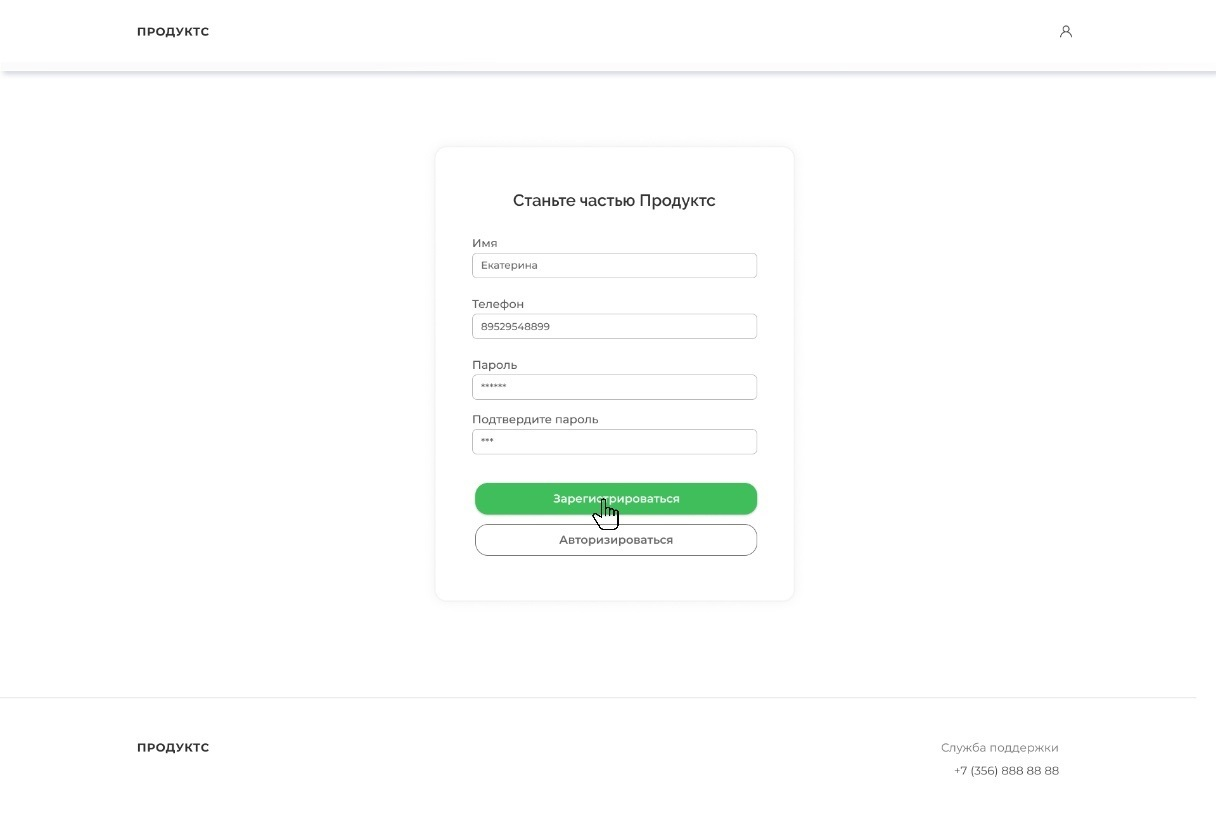 ПРОДУКТС
Станьте частью Продуктс
Имя
Екатерина
Телефон
89529548899
Пароль
******
Подтвердите пароль
***
Зарегистрироваться
Авторизироваться
ПРОДУКТС
Служба поддержки
+7 (356) 888 88 88